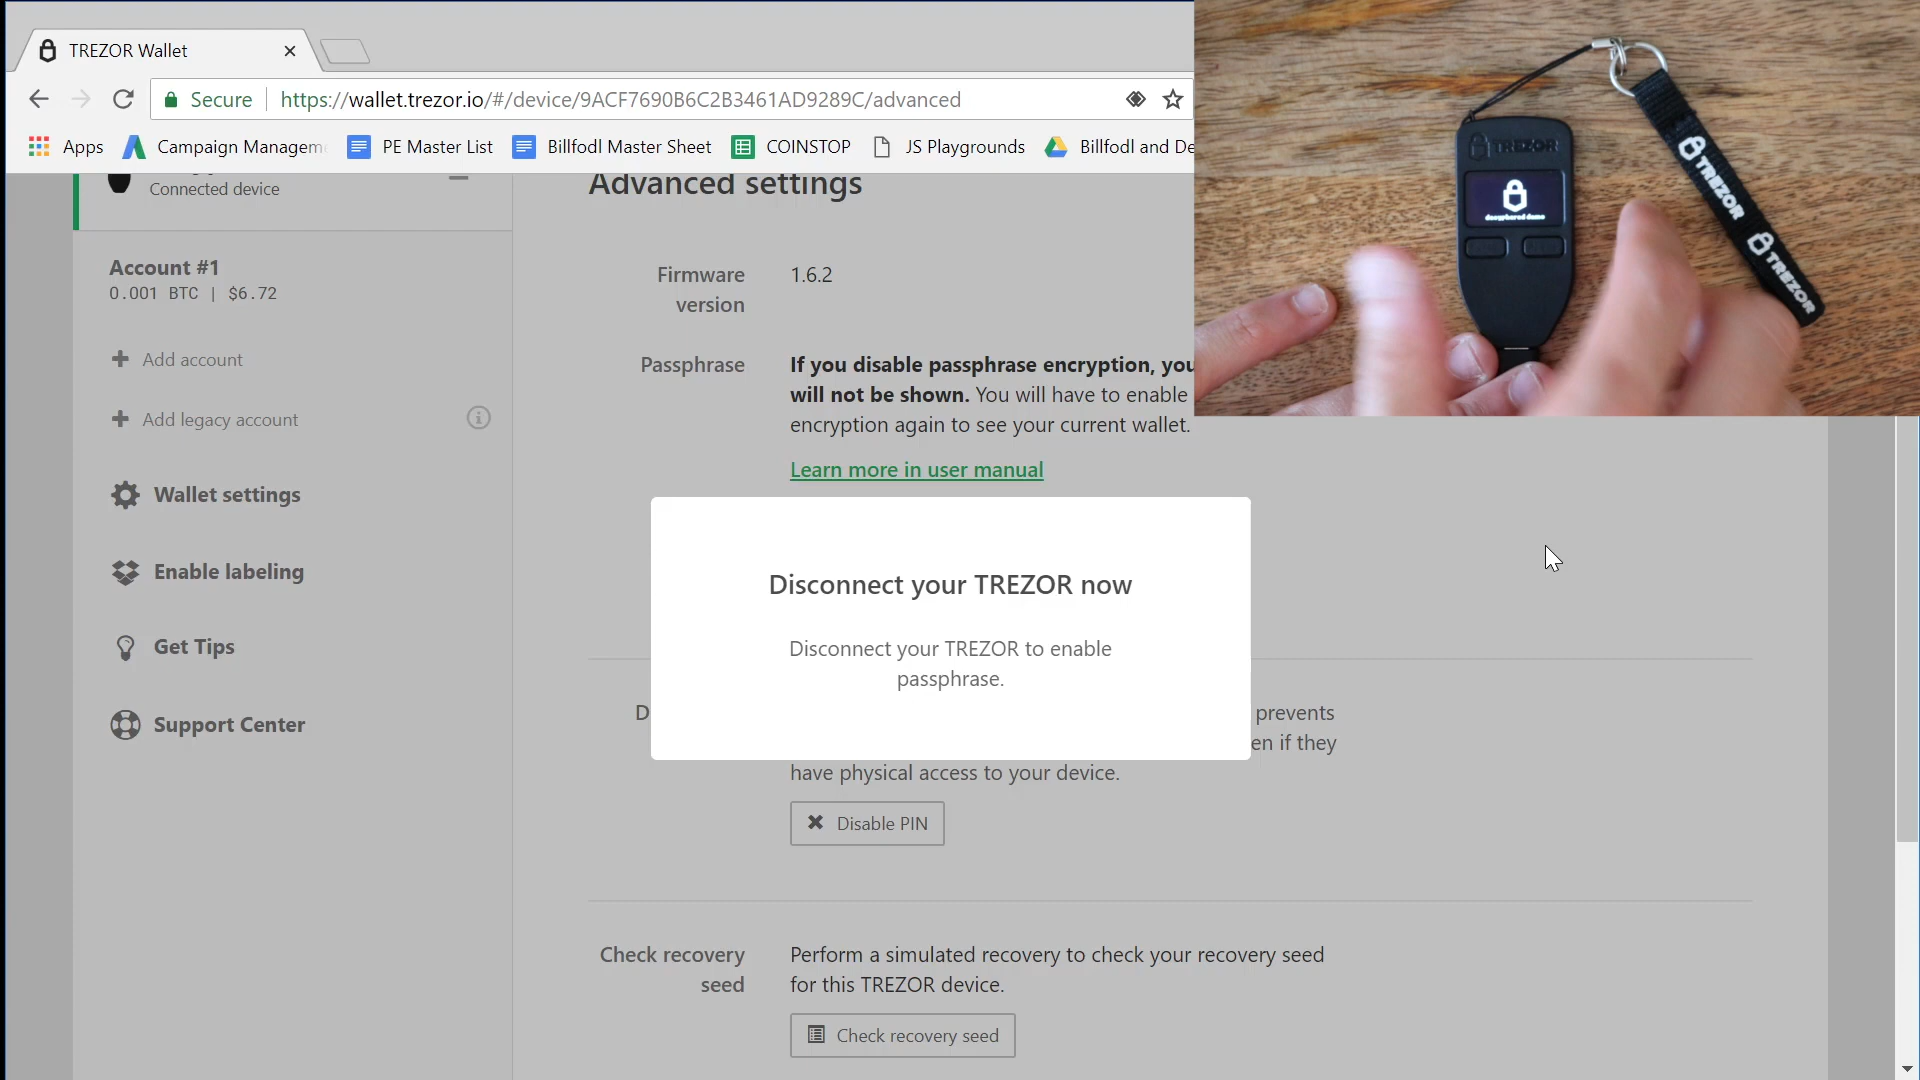 TREZOR Wallet
Secure
https://wallet.trezor.io/#/device/9ACF7690B6C2B3461AD9289C/advanced
Apps
Campaign Managem
PE Master List
Billfodl Master Sheet
COINSTOP
JS Playgrounds
Billfodl and De
Connected device
Account #1
0.001 BTC | $6.72
Add account
Add legacy account
Wallet settings
Enable labeling
Get Tips
Support Center
Advanced settings
Firmware version
1.6.2
Passphrase
If you disable passphrase encryption, you
will not be shown. You will have to enable
encryption again to see your current wallet.
Learn more in user manual
Disconnect your TREZOR now
Disconnect your TREZOR to enable
passphrase.
D
prevents
en if they
have physical access to your device.
Disable PIN
Check recovery
seed
Perform a simulated recovery to check your recovery seed
for this TREZOR device.
Check recovery seed
TREZOR
TREZOR
TREZOR